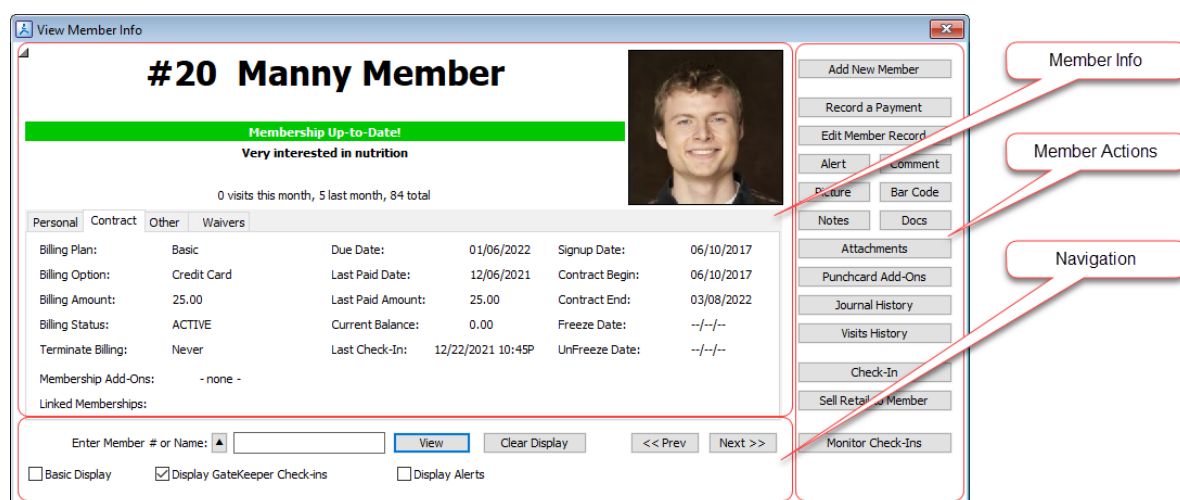 View Member Info
#20 Manny Member
Membership Up-to-Date!
Very interested in nutrition
0 visits this month, 5 last month, 84 total
Personal Contract Other Waivers
Billing Plan: Basic Due Date: 01/06/2022 Signup Date: 06/10/2017
Billing Option: Credit Card Last Paid Date: 12/06/2021 Contract Begin: 06/10/2017
Billing Amount: 25.00 Last Paid Amount: 25.00 Contract End: 03/08/2022
Billing Status: ACTIVE Current Balance: 0.00 Freeze Date: --/--/--
Terminate Billing: Never Last Check-In: 12/22/2021 10:45P UnFreeze Date: --/--/--
Membership Add-Ons: - none -
Linked Memberships:
Enter Member # or Name: View Clear Display << Prev Next >>
Basic Display Display GateKeeper Check-ins Display Alerts
Add New Member
Record a Payment
Edit Member Record
Alert Comment
Picture Bar Code
Notes Docs
Attachments
Punchcard Add-Ons
Journal History
Visits History
Check-In
Sell Retail to Member
Monitor Check-Ins
Member Info
Member Actions
Navigation